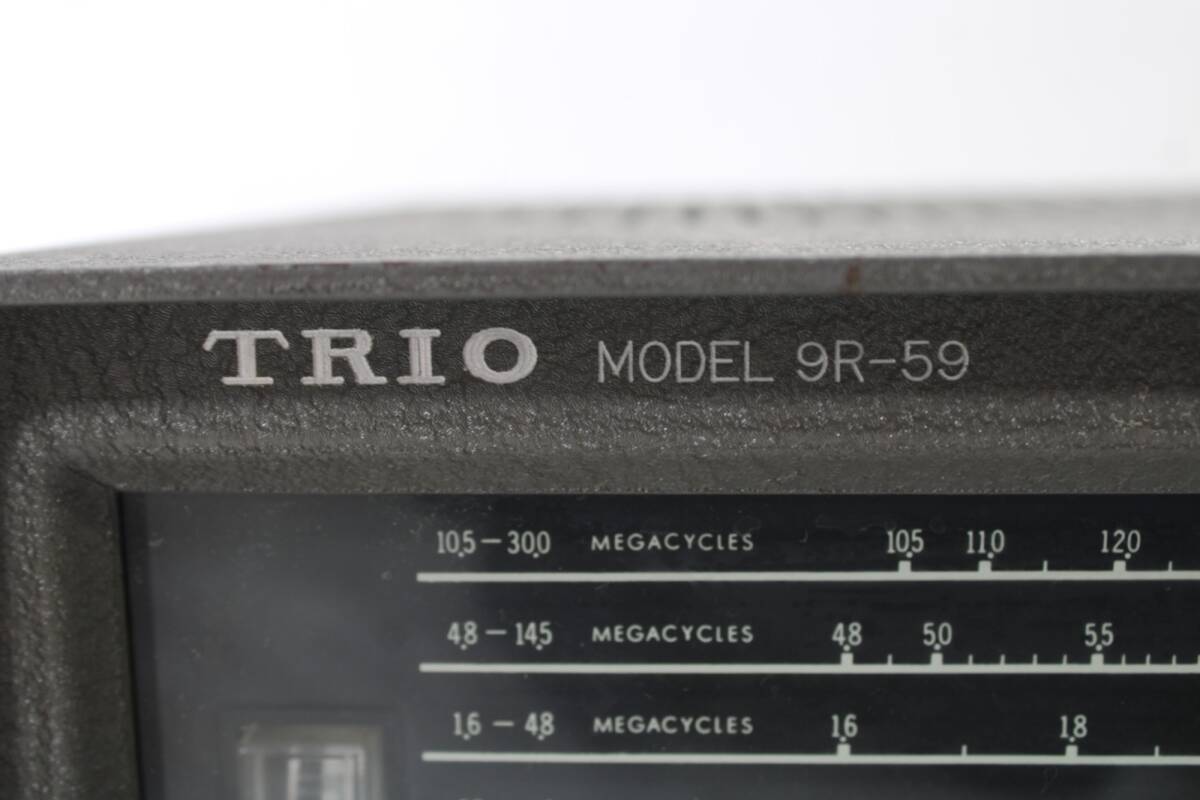 TRIO MODEL 9R-59
10.5 – 30.0 MEGACYCLES 10.5 11.0 12.0
4.8 – 14.5 MEGACYCLES 4.8 5.0 5.5
1.6 – 4.8 MEGACYCLES 1.6 1.8